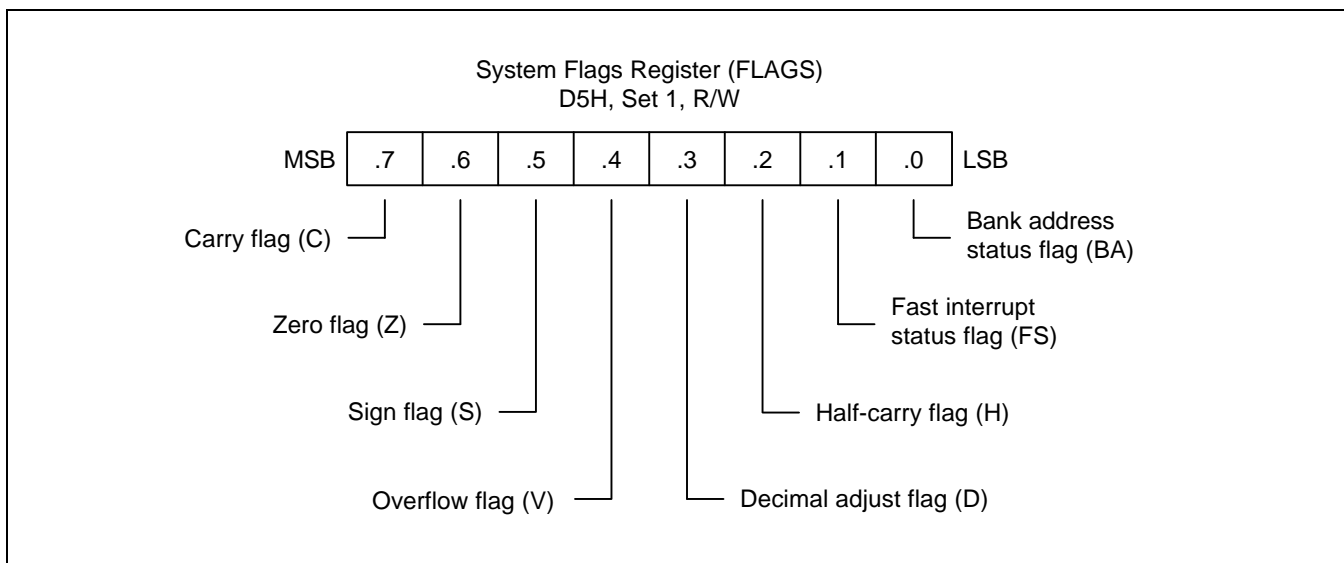 System Flags Register (FLAGS)
D5H, Set 1, R/W
MSB .7 .6 .5 .4 .3 .2 .1 .0 LSB
Carry flag (C)
Bank address
status flag (BA)
Zero flag (Z)
Fast interrupt
status flag (FS)
Sign flag (S)
Half-carry flag (H)
Overflow flag (V)
Decimal adjust flag (D)